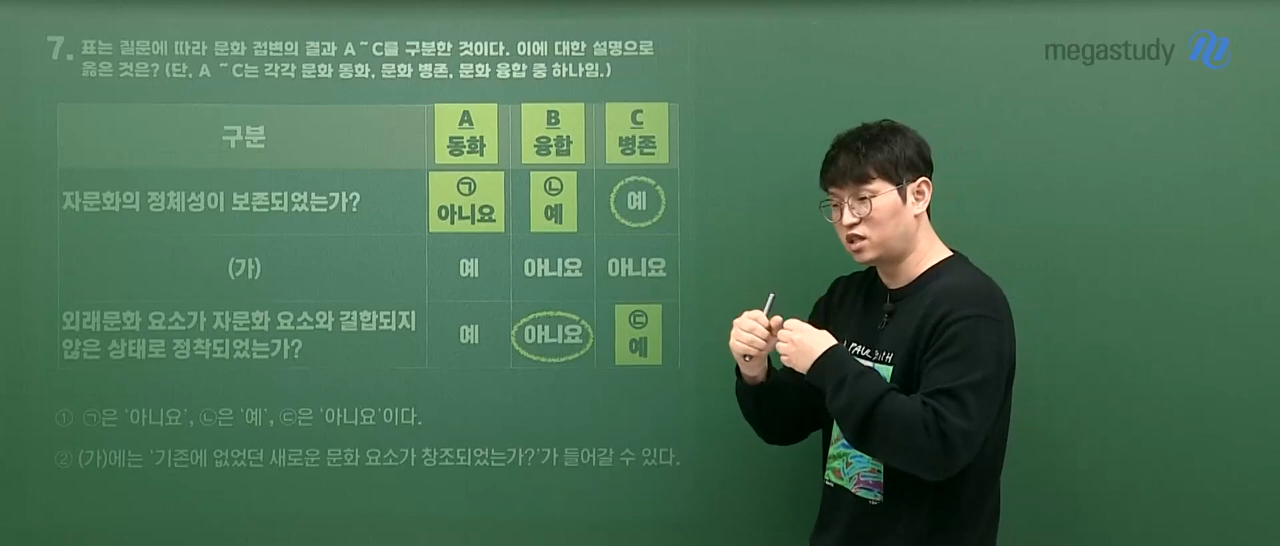 megastudy
7. 표는 질문에 따라 문화 접변의 결과 A ~ C를 구분한 것이다. 이에 대한 설명으로
옳은 것은? (단, A ~ C는 각각 문화 동화, 문화 병존, 문화 융합 중 하나임.)
구분 A 동화 B 융합 C 병존
자문화의 정체성이 보존되었는가? ㉠ 아니요 ㉡ 예 예
(가) 예 아니요 아니요
외래문화 요소가 자문화 요소와 결합되지
않은 상태로 정착되었는가? 예 아니요 ㉢ 예
① ㉠은 '아니요', ㉡은 '예', ㉢은 '아니요'이다.
② (가)에는 '기존에 없었던 새로운 문화 요소가 창조되었는가?'가 들어갈 수 있다.